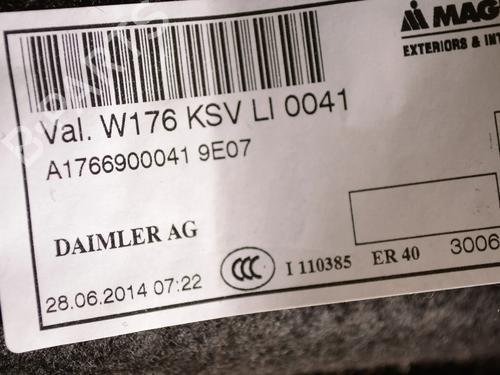 MAG
EXTERIORS & INT
Val. W176 KSV LI 0041
A1766900041 9E07
DAIMLER AG
CCC
I 110385 ER 40
3006
28.06.2014 07:22